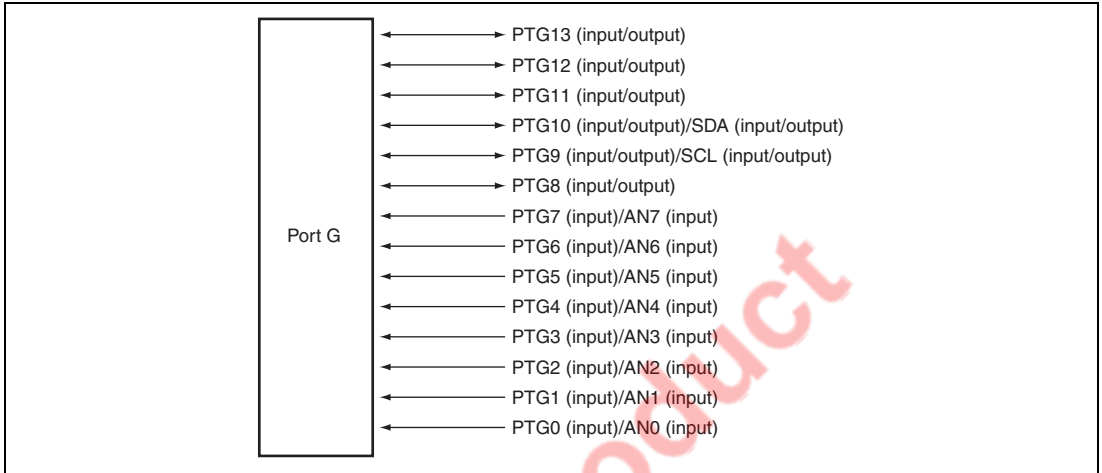 Port G
PTG13 (input/output)
PTG12 (input/output)
PTG11 (input/output)
PTG10 (input/output)/SDA (input/output)
PTG9 (input/output)/SCL (input/output)
PTG8 (input/output)
PTG7 (input)/AN7 (input)
PTG6 (input)/AN6 (input)
PTG5 (input)/AN5 (input)
PTG4 (input)/AN4 (input)
PTG3 (input)/AN3 (input)
PTG2 (input)/AN2 (input)
PTG1 (input)/AN1 (input)
PTG0 (input)/AN0 (input)